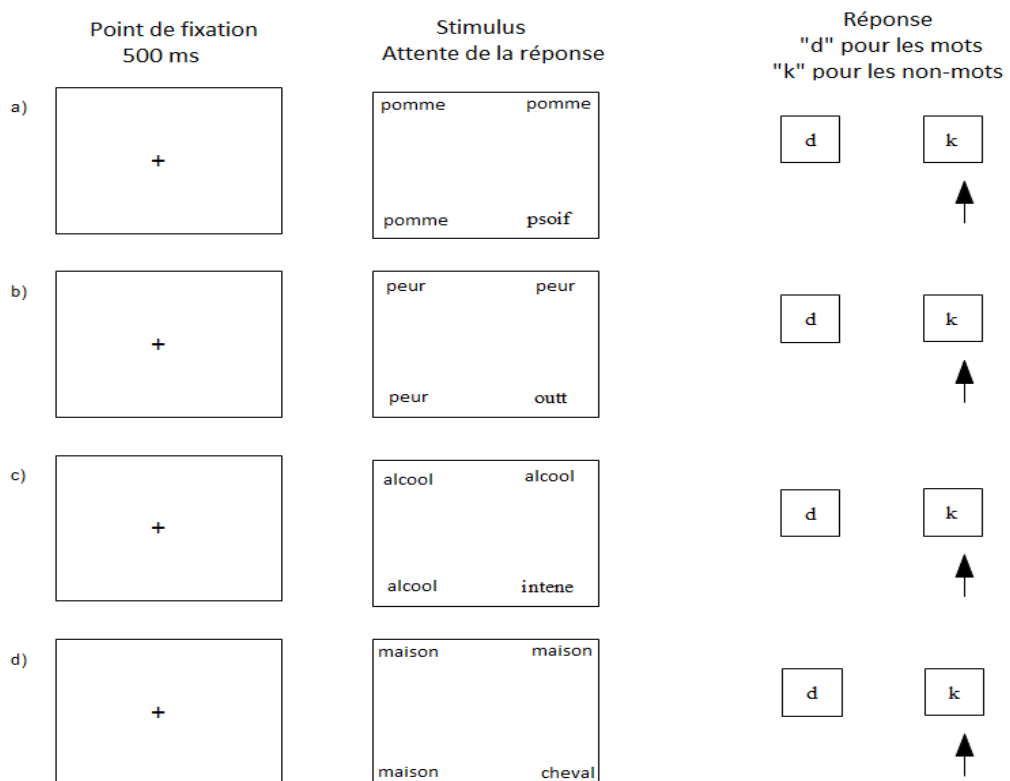 Point de fixation
500 ms
Stimulus
Attente de la réponse
Réponse
"d" pour les mots
"k" pour les non-mots
a)
+
pomme pomme
pomme psoif
d k
b)
+
peur peur
peur outt
d k
c)
+
alcool alcool
alcool intene
d k
d)
+
maison maison
maison cheval
d k